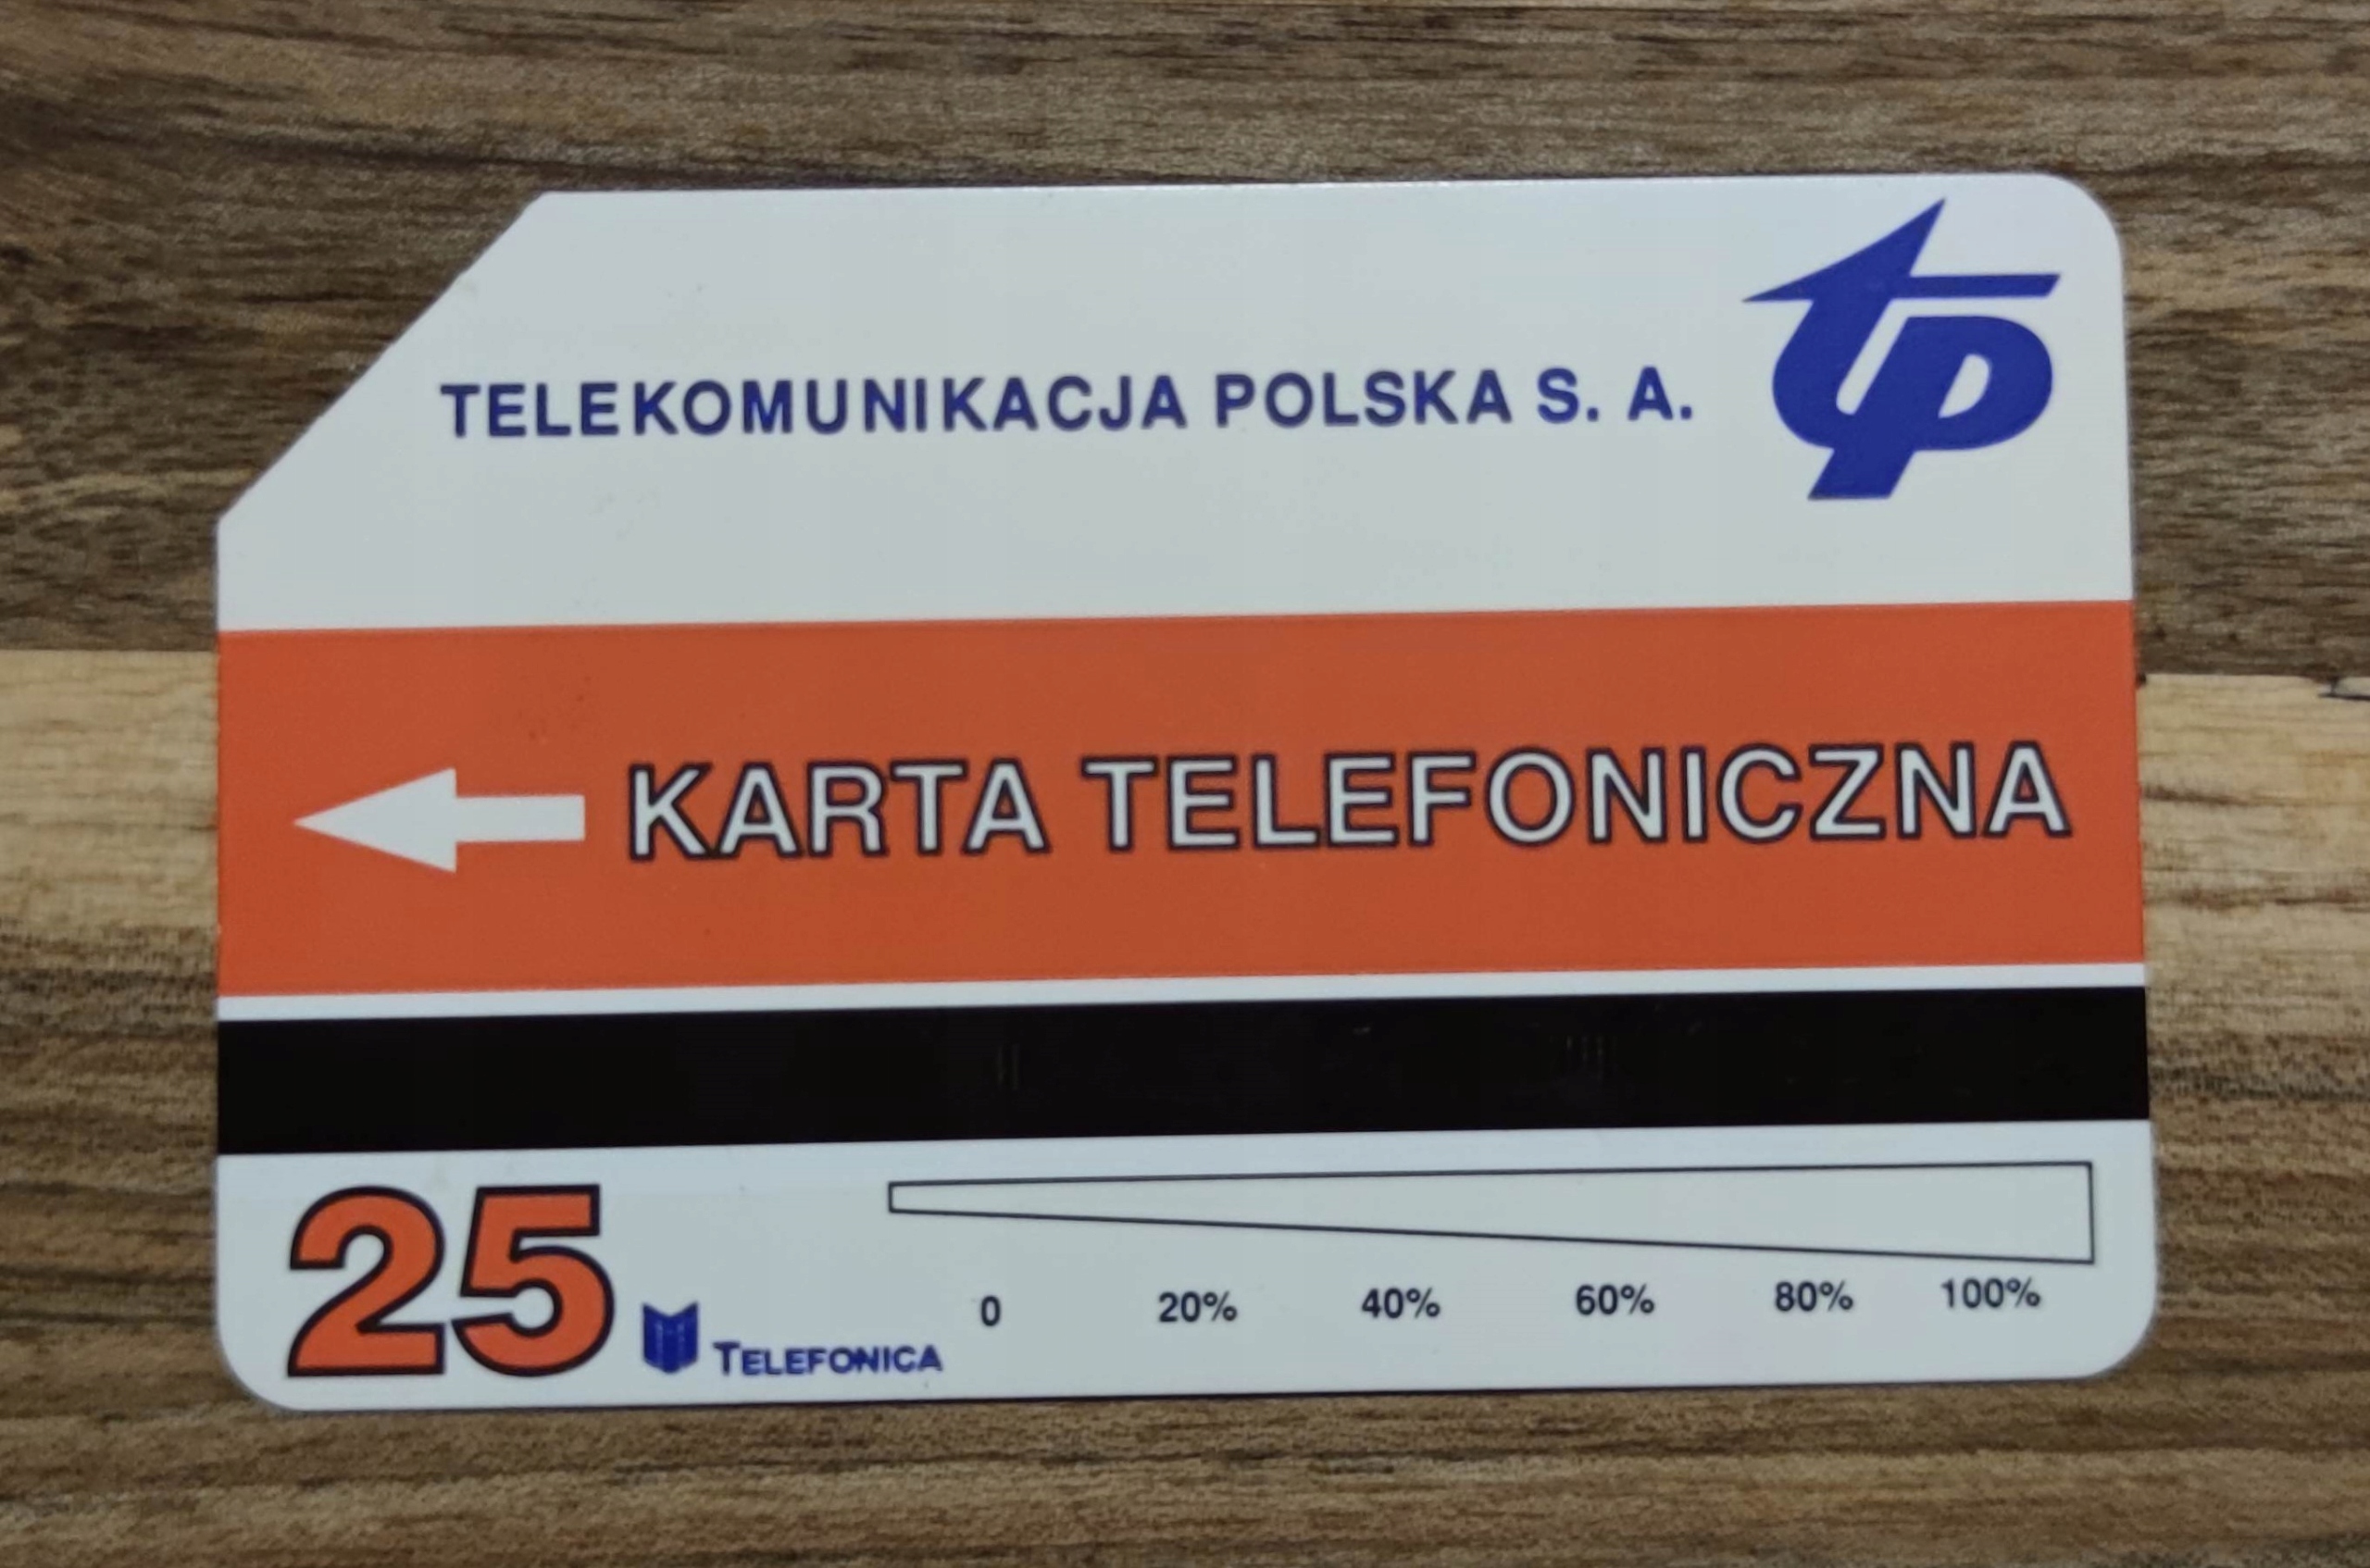 TELEKOMUNIKACJA POLSKA S. A.
tp
KARTA TELEFONICZNA
25
TELEFONICA
0 20% 40% 60% 80% 100%